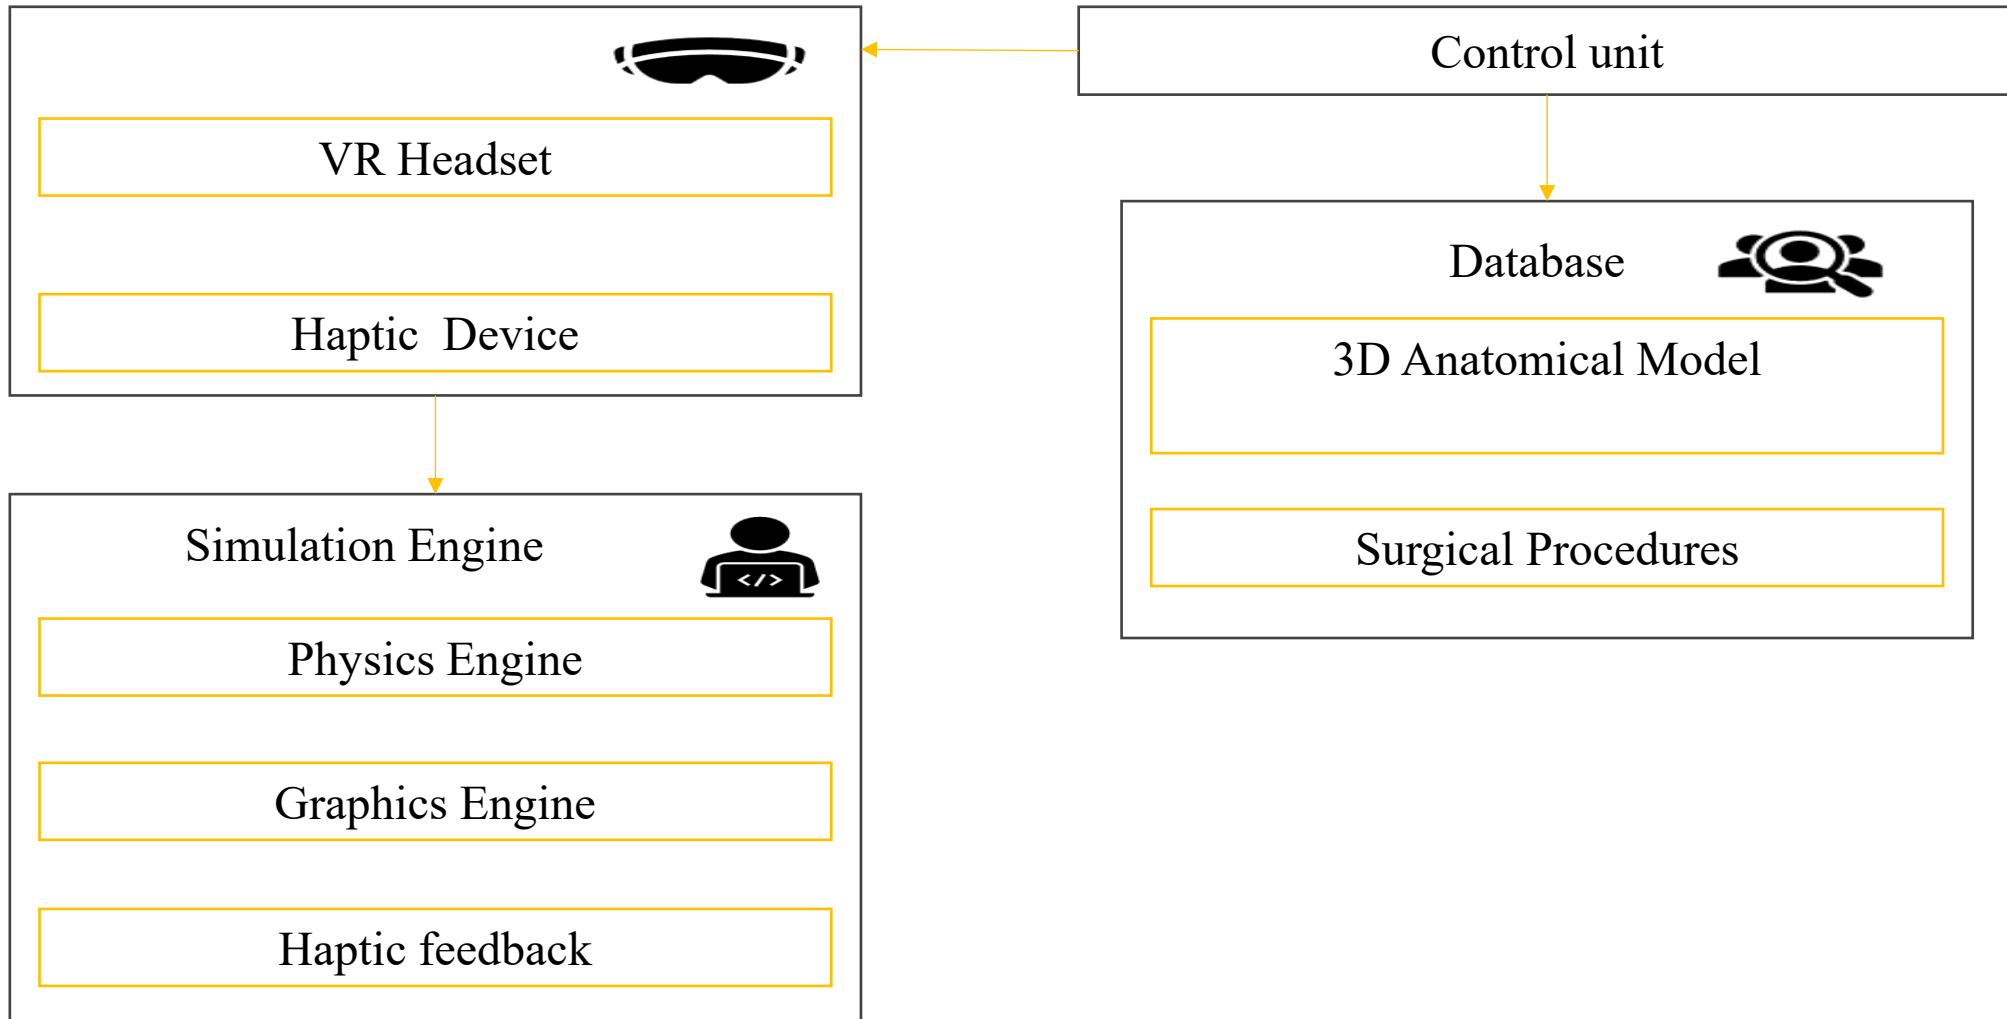 Control unit
VR Headset
Haptic  Device
Database
3D Anatomical Model
Surgical Procedures
Simulation Engine
</>
Physics Engine
Graphics Engine
Haptic feedback